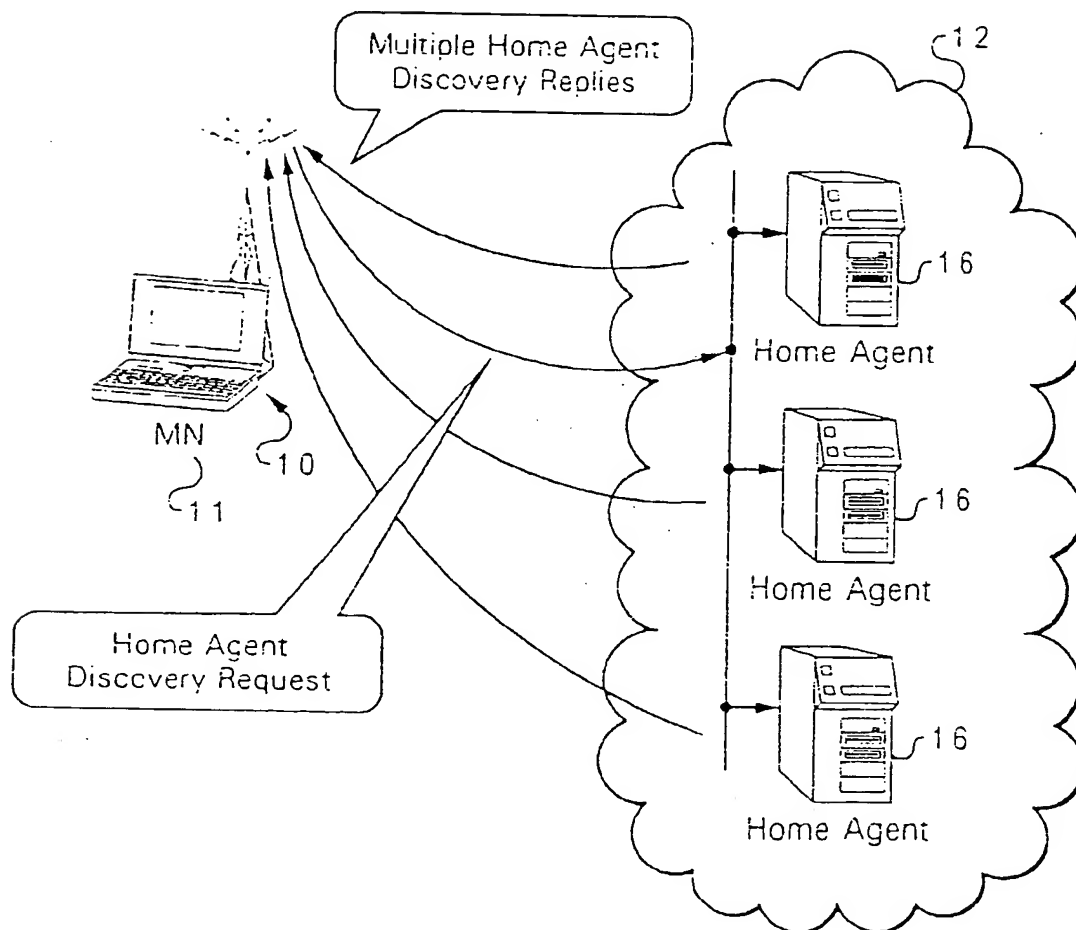 Multiple Home Agent
Discovery Replies
12
16
Home Agent
MN
10
11
16
Home Agent
Home Agent
Discovery Request
16
Home Agent